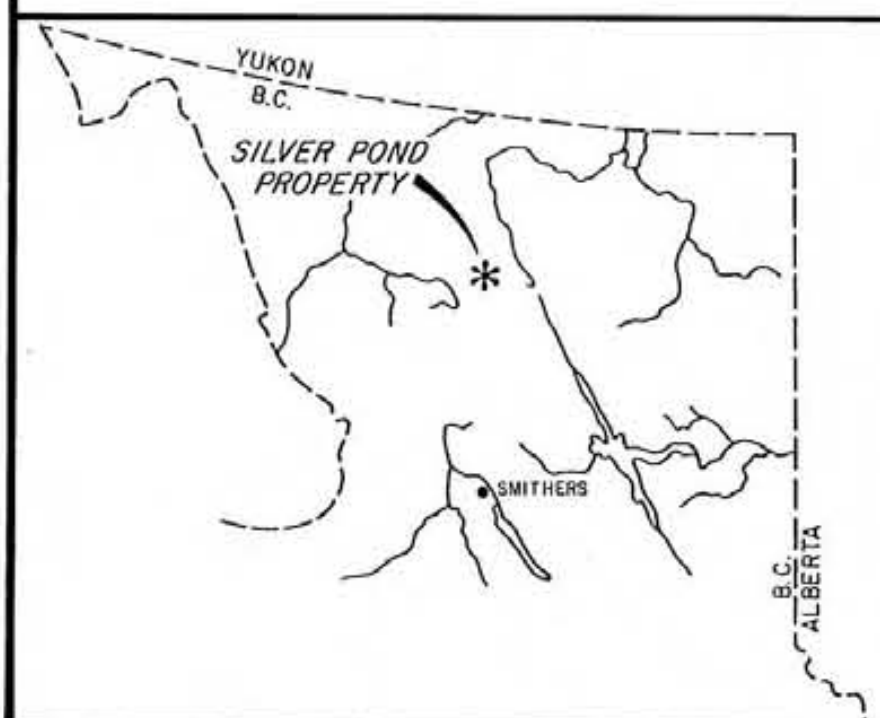 YUKON
B.C.
SILVER POND
PROPERTY
SMITHERS
B.C.
ALBERTA